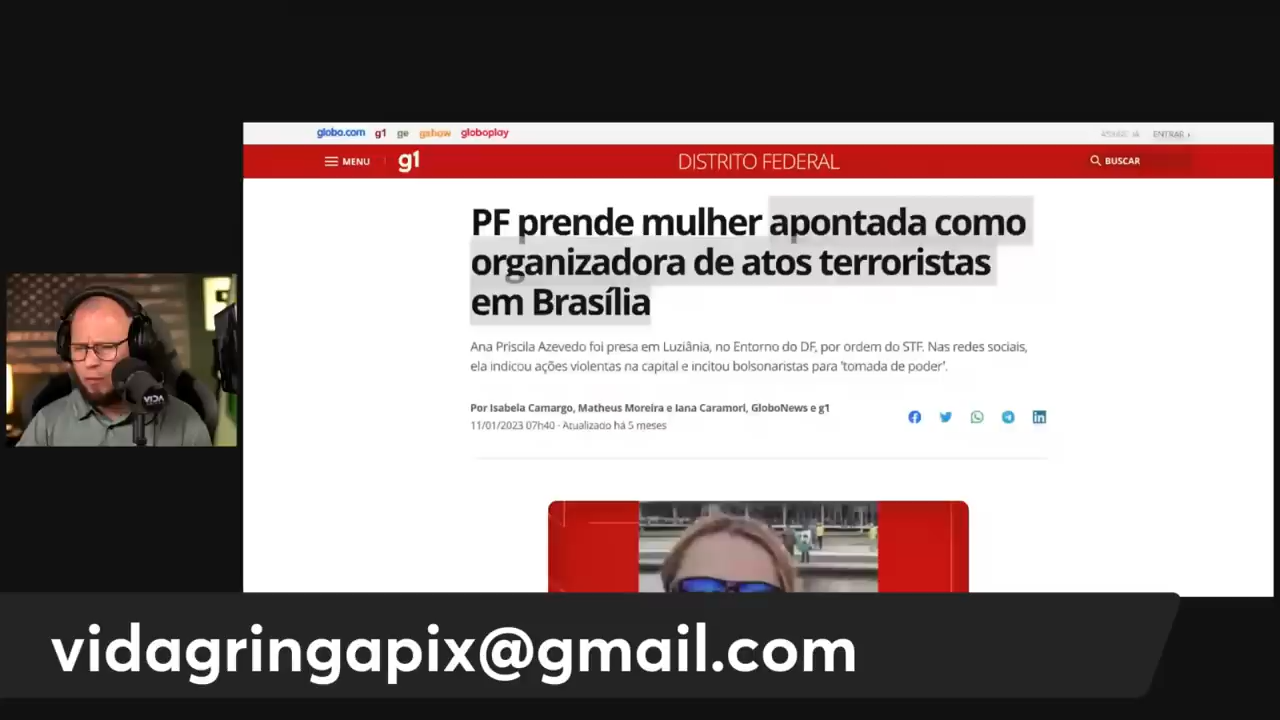 globo.com g1 ge gshow globoplay
ENTRAR ›
MENU g1 DISTRITO FEDERAL BUSCAR
PF prende mulher apontada como
organizadora de atos terroristas
em Brasília
Ana Priscila Azevedo foi presa em Luziânia, no Entorno do DF, por ordem do STF. Nas redes sociais,
ela indicou ações violentas na capital e incitou bolsonaristas para 'tomada de poder'.
Por Isabela Camargo, Matheus Moreira e Iana Caramori, GloboNews e g1
11/01/2023 07h40 · Atualizado há 5 meses
VIDA
vidagringapix@gmail.com